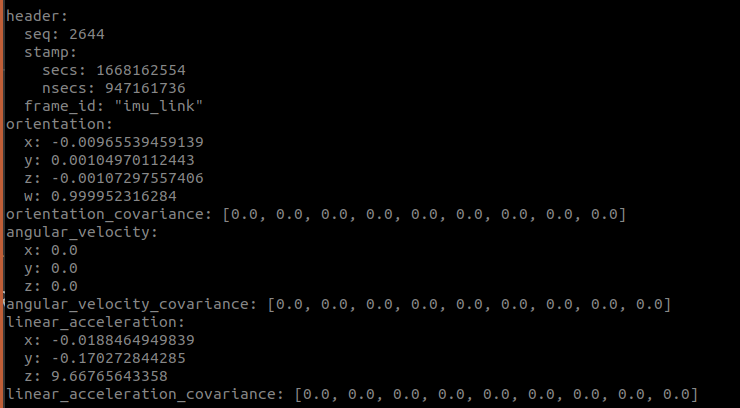 header:
  seq: 2644
  stamp:
    secs: 1668162554
    nsecs: 947161736
  frame_id: "imu_link"
orientation:
  x: -0.00965539459139
  y: 0.00104970112443
  z: -0.00107297557406
  w: 0.999952316284
orientation_covariance: [0.0, 0.0, 0.0, 0.0, 0.0, 0.0, 0.0, 0.0, 0.0]
angular_velocity:
  x: 0.0
  y: 0.0
  z: 0.0
angular_velocity_covariance: [0.0, 0.0, 0.0, 0.0, 0.0, 0.0, 0.0, 0.0, 0.0]
linear_acceleration:
  x: -0.0188464949839
  y: -0.170272844285
  z: 9.66765643358
linear_acceleration_covariance: [0.0, 0.0, 0.0, 0.0, 0.0, 0.0, 0.0, 0.0, 0.0]